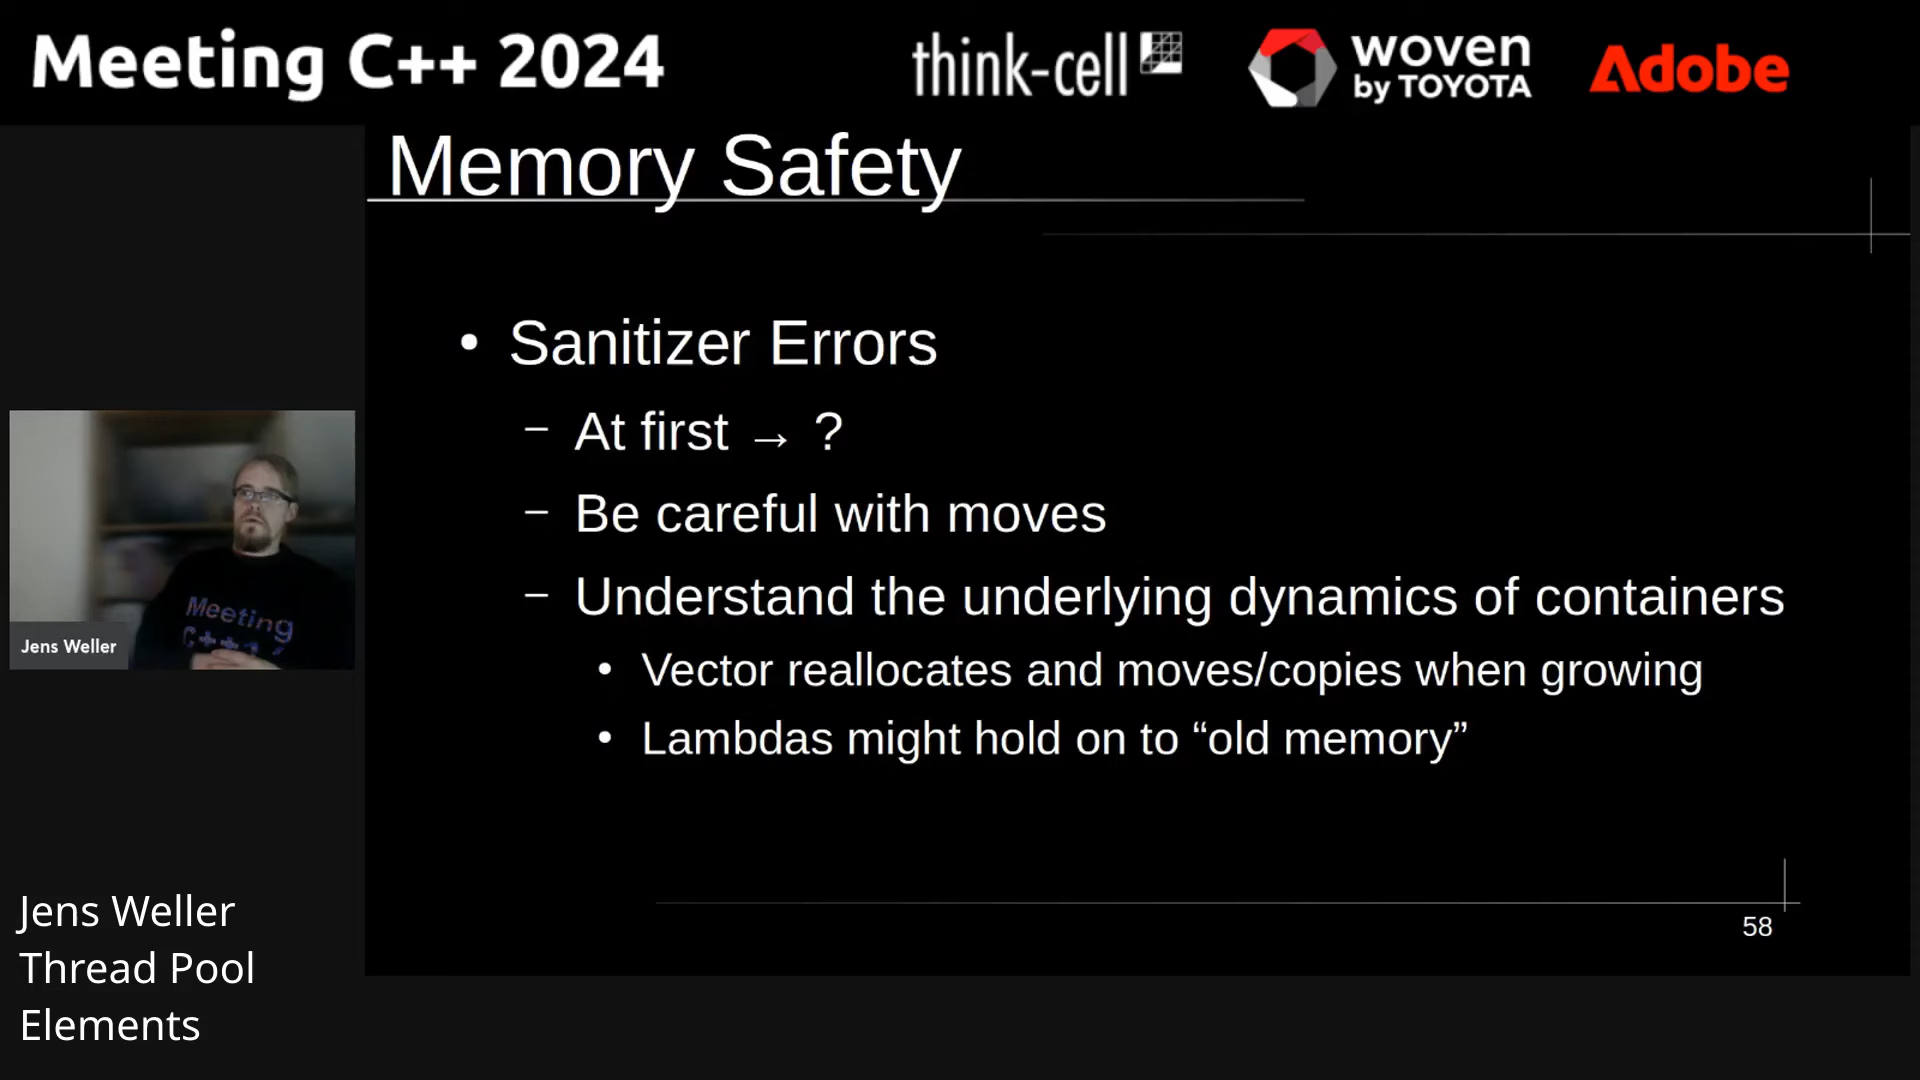 Meeting C++ 2024
think-cell
woven
by TOYOTA
Adobe
Memory Safety
• Sanitizer Errors
– At first → ?
– Be careful with moves
– Understand the underlying dynamics of containers
• Vector reallocates and moves/copies when growing
• Lambdas might hold on to “old memory”
58
Meeting
Jens Weller
Jens Weller
Thread Pool
Elements